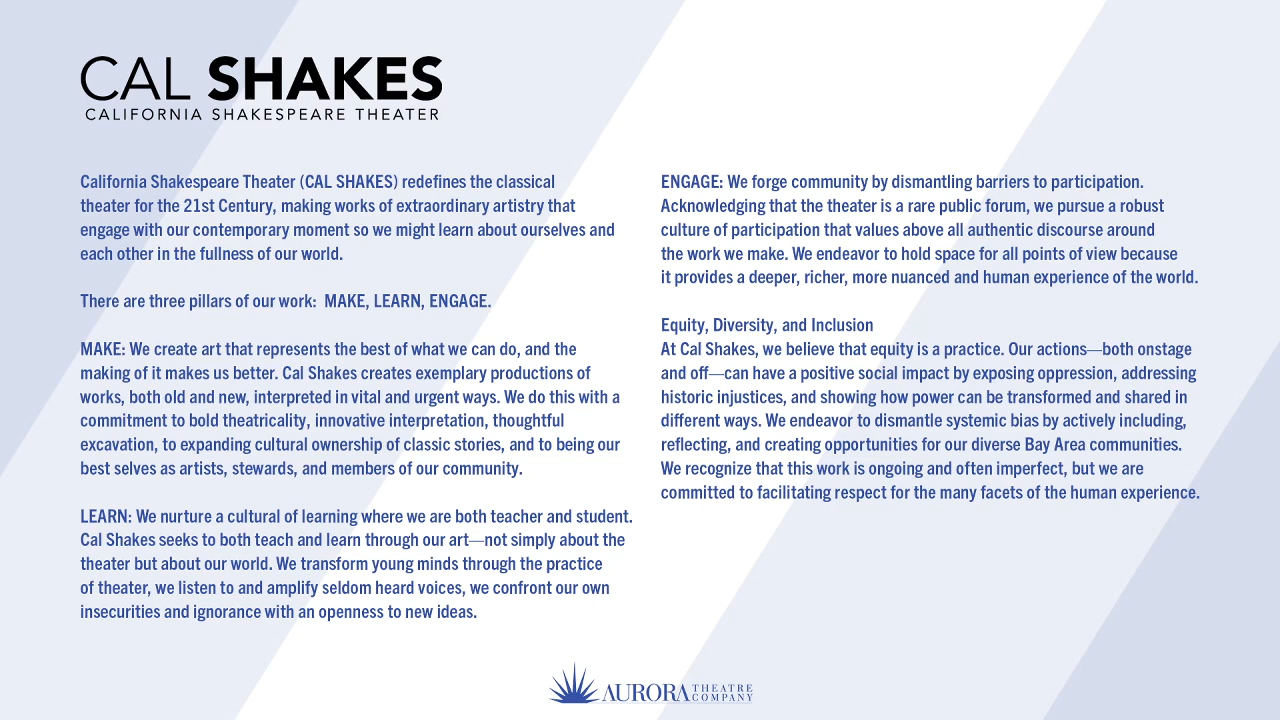 CAL SHAKES
CALIFORNIA SHAKESPEARE THEATER
California Shakespeare Theater (CAL SHAKES) redefines the classical
theater for the 21st Century, making works of extraordinary artistry that
engage with our contemporary moment so we might learn about ourselves and
each other in the fullness of our world.
There are three pillars of our work:  MAKE, LEARN, ENGAGE.
MAKE: We create art that represents the best of what we can do, and the
making of it makes us better. Cal Shakes creates exemplary productions of
works, both old and new, interpreted in vital and urgent ways. We do this with a
commitment to bold theatricality, innovative interpretation, thoughtful
excavation, to expanding cultural ownership of classic stories, and to being our
best selves as artists, stewards, and members of our community.
LEARN: We nurture a cultural of learning where we are both teacher and student.
Cal Shakes seeks to both teach and learn through our art—not simply about the
theater but about our world. We transform young minds through the practice
of theater, we listen to and amplify seldom heard voices, we confront our own
insecurities and ignorance with an openness to new ideas.
ENGAGE: We forge community by dismantling barriers to participation.
Acknowledging that the theater is a rare public forum, we pursue a robust
culture of participation that values above all authentic discourse around
the work we make. We endeavor to hold space for all points of view because
it provides a deeper, richer, more nuanced and human experience of the world.
Equity, Diversity, and Inclusion
At Cal Shakes, we believe that equity is a practice. Our actions—both onstage
and off—can have a positive social impact by exposing oppression, addressing
historic injustices, and showing how power can be transformed and shared in
different ways. We endeavor to dismantle systemic bias by actively including,
reflecting, and creating opportunities for our diverse Bay Area communities.
We recognize that this work is ongoing and often imperfect, but we are
committed to facilitating respect for the many facets of the human experience.
AURORA THEATRE COMPANY